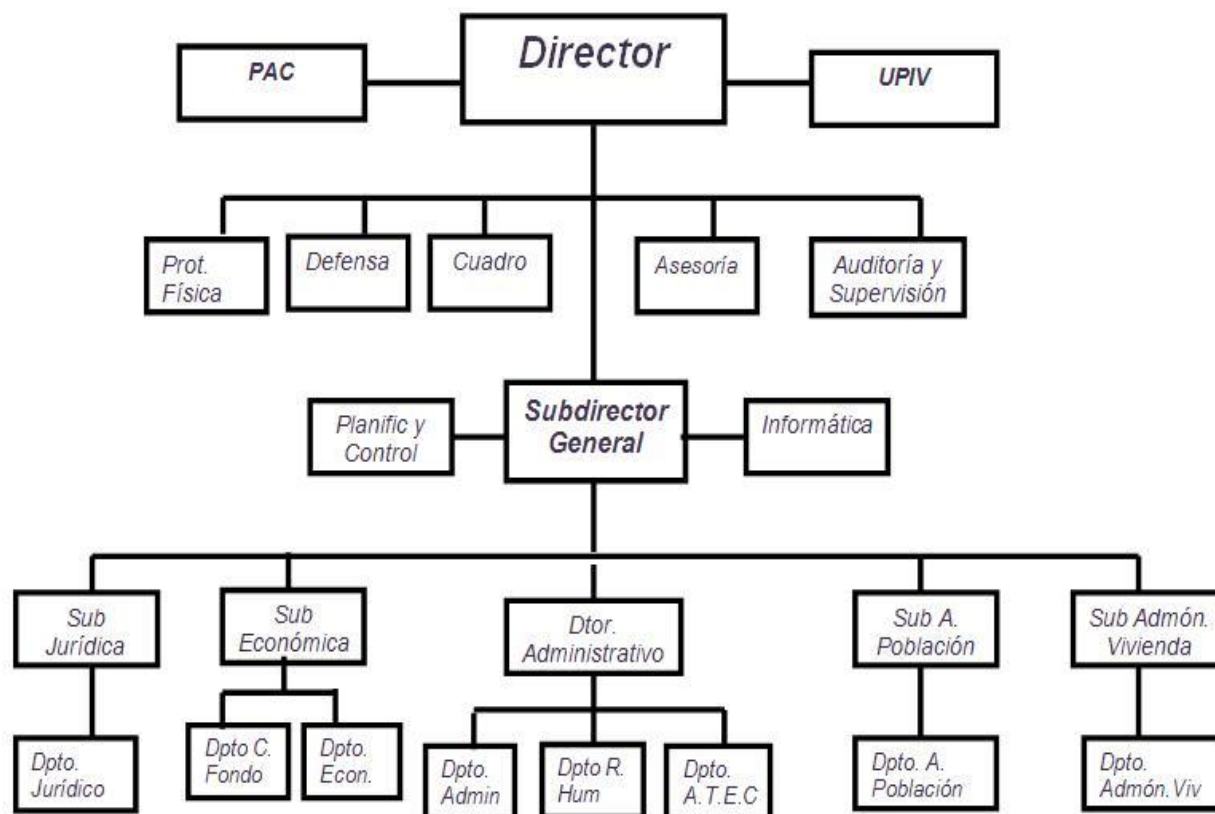 Director
PAC
UPIV
Prot.
Física
Defensa
Cuadro
Asesoría
Auditoría y
Supervisión
Subdirector
General
Planific y
Control
Informática
Sub
Jurídica
Sub
Económica
Dtor.
Administrativo
Sub A.
Población
Sub Admón.
Vivienda
Dpto.
Jurídico
Dpto C.
Fondo
Dpto.
Econ.
Dpto.
Admin
Dpto R.
Hum
Dpto.
A.T.E.C
Dpto. A.
Población
Dpto.
Admón.Viv